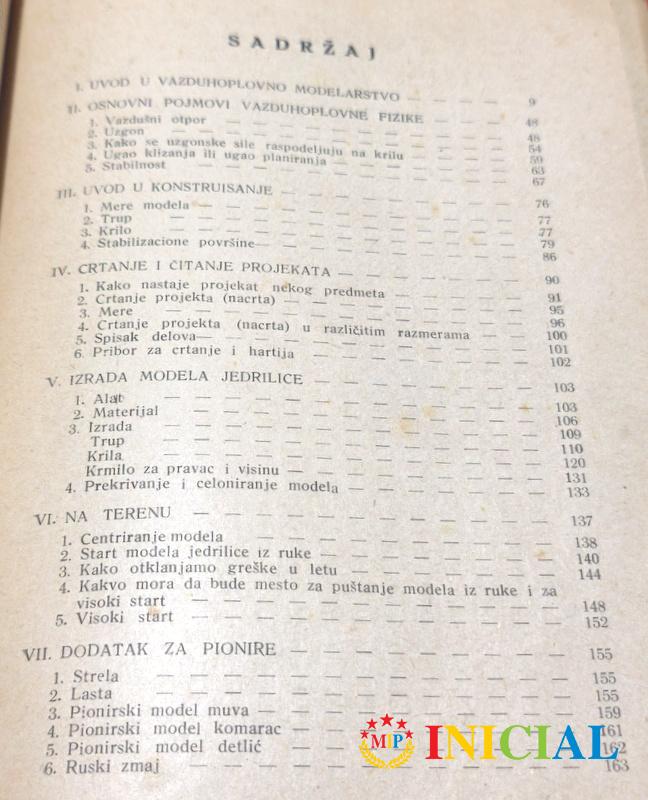 SADRŽAJ
I. UVOD U VAZDUHOPLOVNO MODELARSTVO — — — 9
II. OSNOVNI POJMOVI VAZDUHOPLOVNE FIZIKE — — — 48
1. Vazdušni otpor — — — — — — — — 48
2. Uzgon — — — — — — — — — 54
3. Kako se uzgonske sile raspodeljuju na krilu — — — 59
4. Ugao klizanja ili ugao planiranja — — — — — 63
5. Stabilnost — — — — — — — — — 67
III. UVOD U KONSTRUISANJE — — — — — — 76
1. Mere modela — — — — — — — — 77
2. Trup — — — — — — — — — 77
3. Krilo — — — — — — — — — 79
4. Stabilizacione površine — — — — — — 86
IV. CRTANJE I ČITANJE PROJEKATA — — — — — 90
1. Kako nastaje projekat nekog predmeta — — — — 91
2. Crtanje projekta (nacrta) — — — — — — 95
3. Mere — — — — — — — — — 96
4. Crtanje projekta (nacrta) u različitim razmerama — — 100
5. Spisak delova — — — — — — — — 101
6. Pribor za crtanje i hartija — — — — — — 102
V. IZRADA MODELA JEDRILICE — — — — — — 103
1. Alat — — — — — — — — — 103
2. Materijal — — — — — — — — 106
3. Izrada — — — — — — — — — 109
Trup — — — — — — — — — 110
Krila — — — — — — — — — 120
Krmilo za pravac i visinu — — — — — — 131
4. Prekrivanje i celoniranje modela — — — — — 133
VI. NA TERENU — — — — — — — — 137
1. Centriranje modela — — — — — — — 138
2. Start modela jedrilice iz ruke — — — — — 140
3. Kako otklanjamo greške u letu — — — — — 144
4. Kakvo mora da bude mesto za puštanje modela iz ruke i za
visoki start — — — — — — — — 148
5. Visoki start — — — — — — — — 152
VII. DODATAK ZA PIONIRE — — — — — — 155
1. Strela — — — — — — — — — 155
2. Lasta — — — — — — — — — 155
3. Pionirski model muva — — — — — — 159
4. Pionirski model komarac — — 161
5. Pionirski model detlić — — 162
6. Ruski zmaj — — — — 163
MIP INICIAL